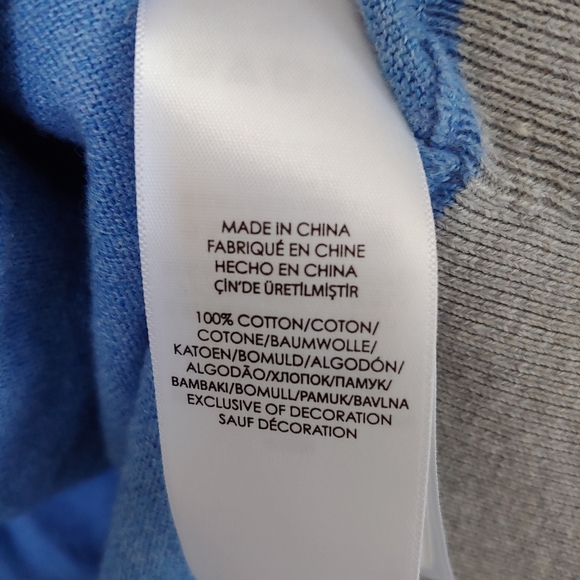 MADE IN CHINA
FABRIQUÉ EN CHINE
HECHO EN CHINA
ÇİN'DE ÜRETİLMİŞTİR
100% COTTON/COTON/
COTONE/BAUMWOLLE/
KATOEN/BOMULD/ALGODÓN/
ALGODÃO/ХЛОПОК/ПАМУК/
BAMBAKI/BOMULL/PAMUK/BAVLNA
EXCLUSIVE OF DECORATION
SAUF DÉCORATION